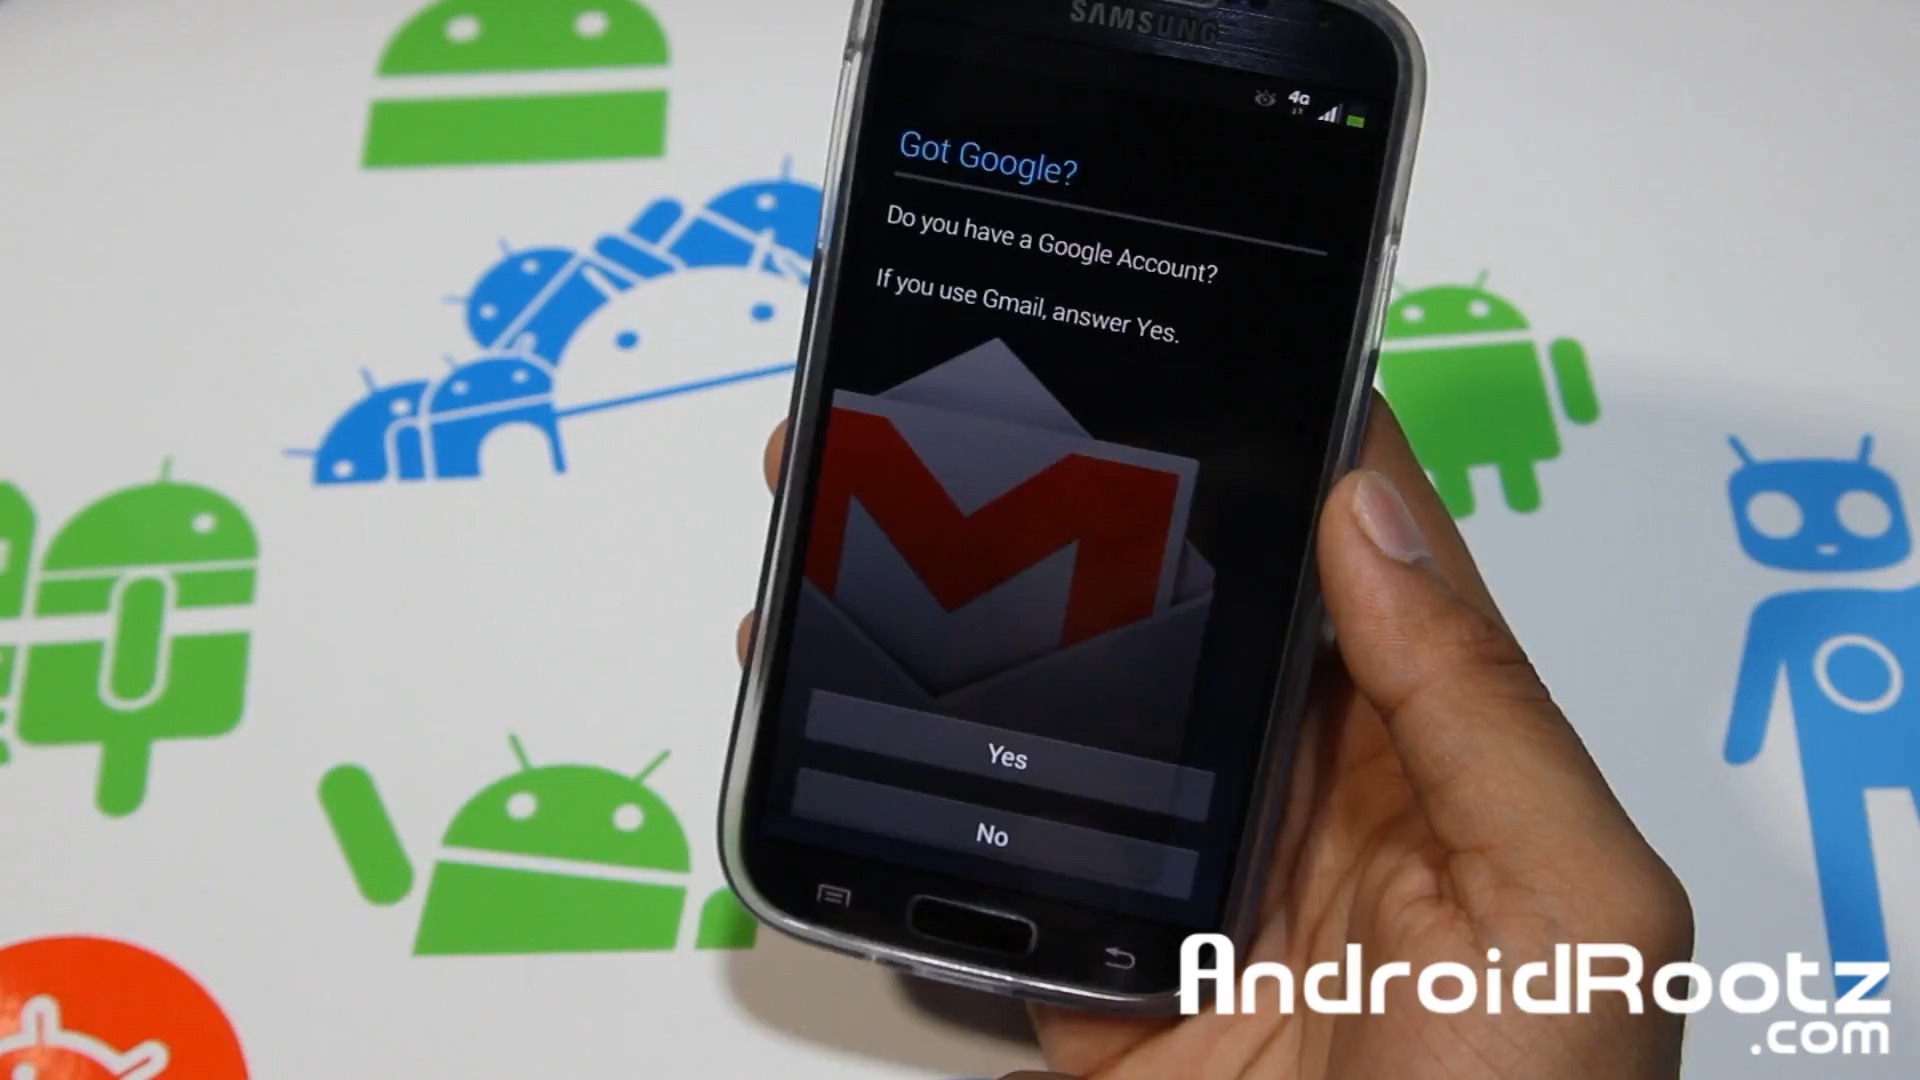 SAMSUNG
4G
Got Google?
Do you have a Google Account?
If you use Gmail, answer Yes.
Yes
No
AndroidRootz
.com